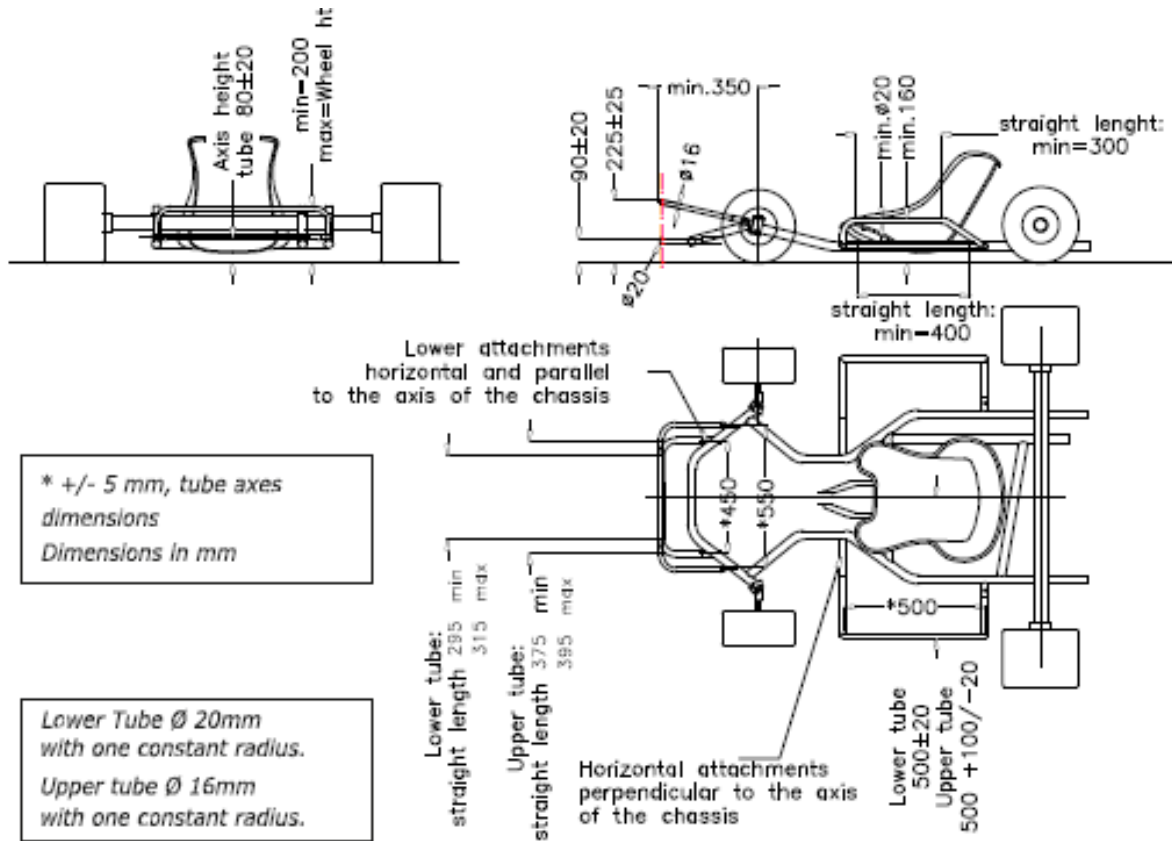 Axis height
tube 80±20
min=200
max=Wheel ht
90±20
225±25
min.350
ø16
ø20
min.ø20
min.160
straight lenght:
min=300
straight length:
min=400
Lower attachments
horizontal and parallel
to the axis of the chassis
*450
*550
*500
* +/- 5 mm, tube axes
dimensions
Dimensions in mm
Lower tube:
straight length 295 min
315 max
Upper tube:
straight length 375 min
395 max
Lower tube
500±20
Upper tube
500 +100/-20
Horizontal attachments
perpendicular to the axis
of the chassis
Lower Tube Ø 20mm
with one constant radius.
Upper tube Ø 16mm
with one constant radius.